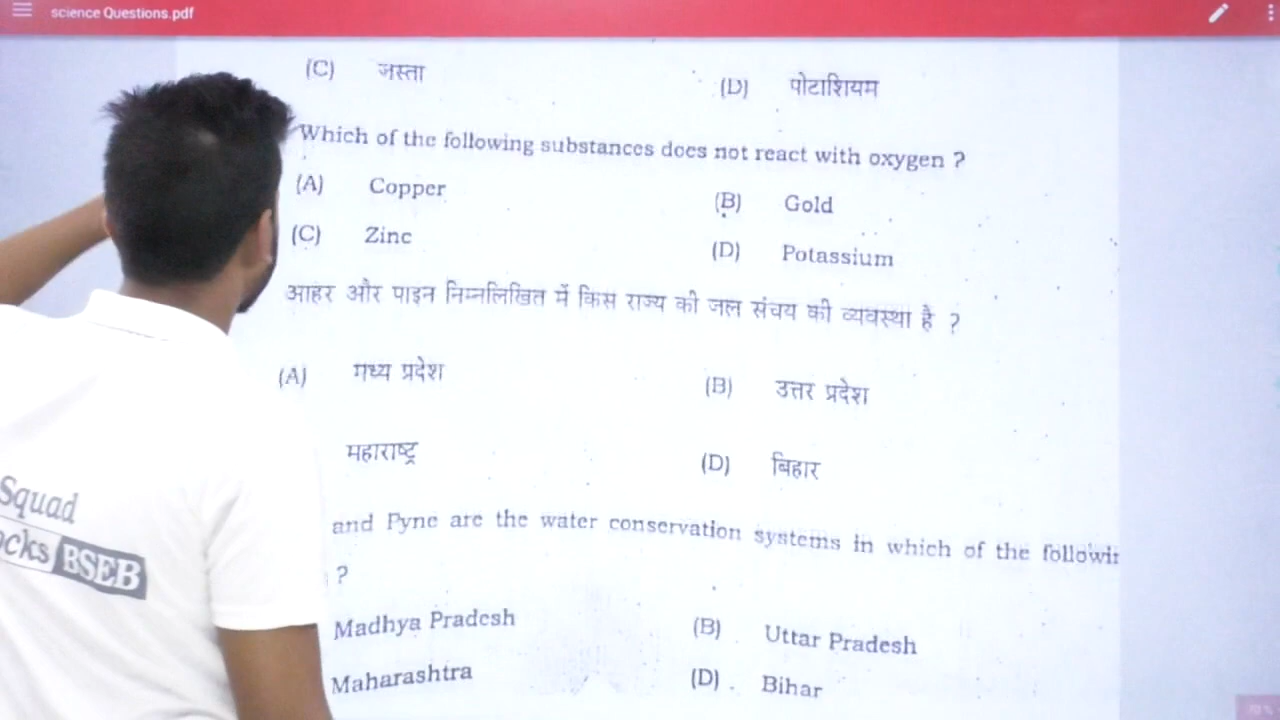 science Questions.pdf
(C) जस्ता (D) पोटाशियम
Which of the following substances does not react with oxygen ?
(A) Copper (B) Gold
(C) Zinc (D) Potassium
आहर और पाइन निम्नलिखित में किस राज्य की जल संचय की व्यवस्था है ?
(A) मध्य प्रदेश (B) उत्तर प्रदेश
महाराष्ट्र (D) बिहार
and Pyne are the water conservation systems in which of the
?
Madhya Pradesh (B) Uttar Pradesh
Maharashtra (D) Bihar
Squad
BSEB